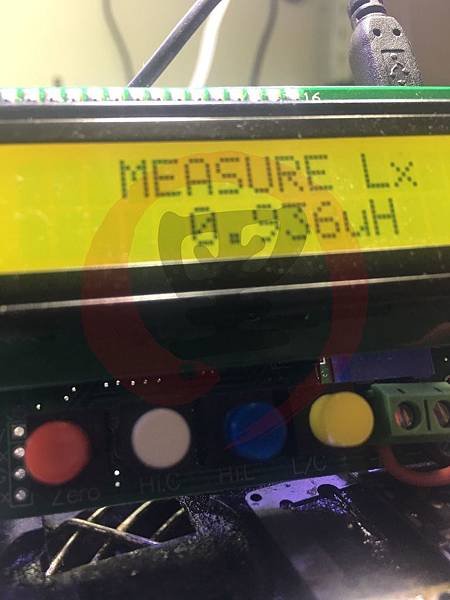 16
MEASURE Lx
0.936uH
Zero
Hi.C
Hi.L
L/C